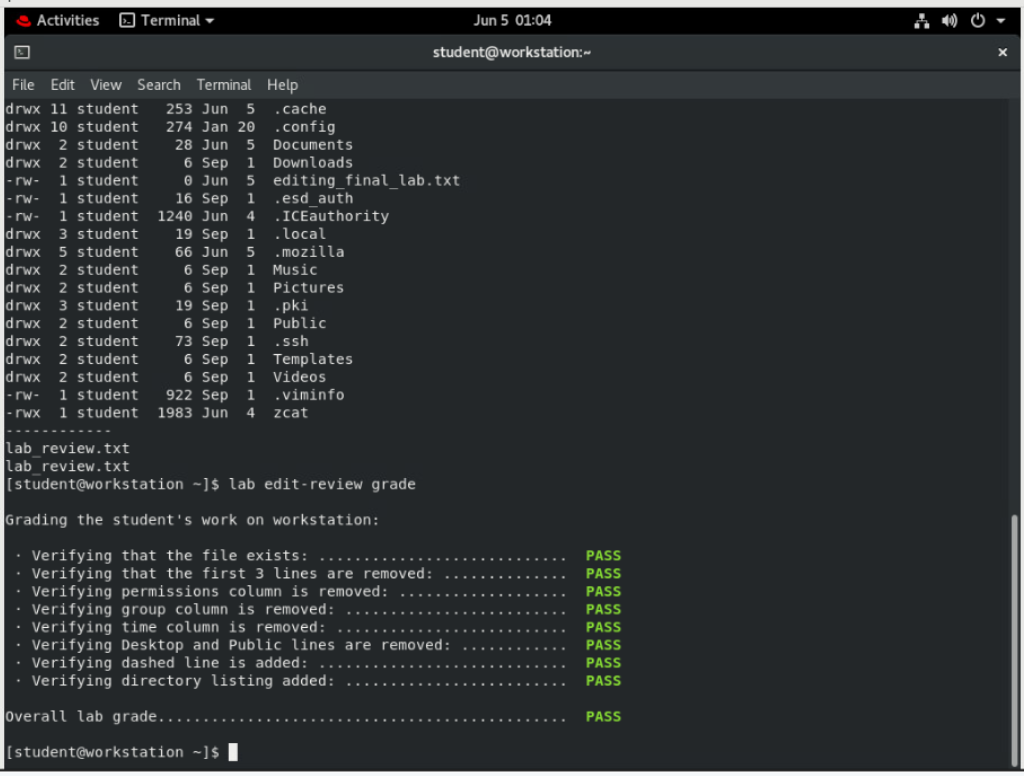 Activities Terminal Jun 5 01:04
student@workstation:~ ×
File Edit View Search Terminal Help
drwx 11 student   253 Jun  5  .cache
drwx 10 student   274 Jan 20  .config
drwx  2 student    28 Jun  5  Documents
drwx  2 student     6 Sep  1  Downloads
-rw-  1 student     0 Jun  5  editing_final_lab.txt
-rw-  1 student    16 Sep  1  .esd_auth
-rw-  1 student  1240 Jun  4  .ICEauthority
drwx  3 student    19 Sep  1  .local
drwx  5 student    66 Jun  5  .mozilla
drwx  2 student     6 Sep  1  Music
drwx  2 student     6 Sep  1  Pictures
drwx  3 student    19 Sep  1  .pki
drwx  2 student     6 Sep  1  Public
drwx  2 student    73 Sep  1  .ssh
drwx  2 student     6 Sep  1  Templates
drwx  2 student     6 Sep  1  Videos
-rw-  1 student   922 Sep  1  .viminfo
-rwx  1 student  1983 Jun  4  zcat
------------
lab_review.txt
lab_review.txt
[student@workstation ~]$ lab edit-review grade
Grading the student's work on workstation:
· Verifying that the file exists: ............................  PASS
· Verifying that the first 3 lines are removed: ..............  PASS
· Verifying permissions column is removed: ...................  PASS
· Verifying group column is removed: .........................  PASS
· Verifying time column is removed: ..........................  PASS
· Verifying Desktop and Public lines are removed: ............  PASS
· Verifying dashed line is added: ............................  PASS
· Verifying directory listing added: .........................  PASS
Overall lab grade..............................................  PASS
[student@workstation ~]$